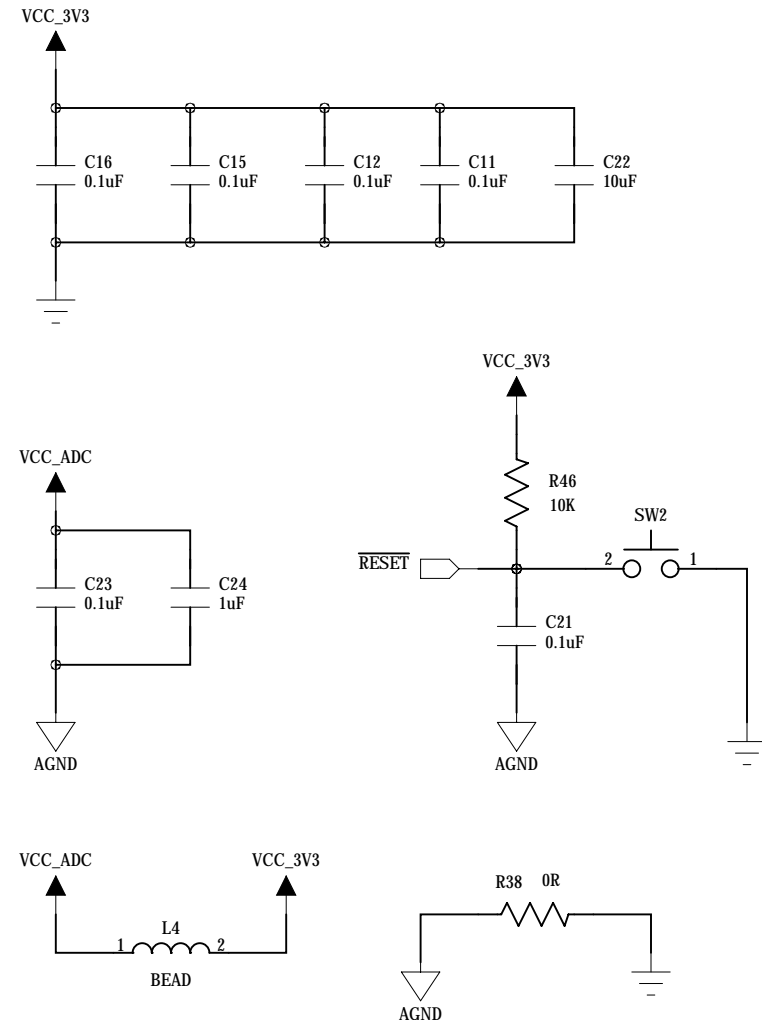 VCC_3V3
C16
0.1uF
C15
0.1uF
C12
0.1uF
C11
0.1uF
C22
10uF
VCC_3V3
R46
10K
SW2
RESET
2
1
C21
0.1uF
AGND
VCC_ADC
C23
0.1uF
C24
1uF
AGND
VCC_ADC
VCC_3V3
L4
1
2
BEAD
R38 0R
AGND